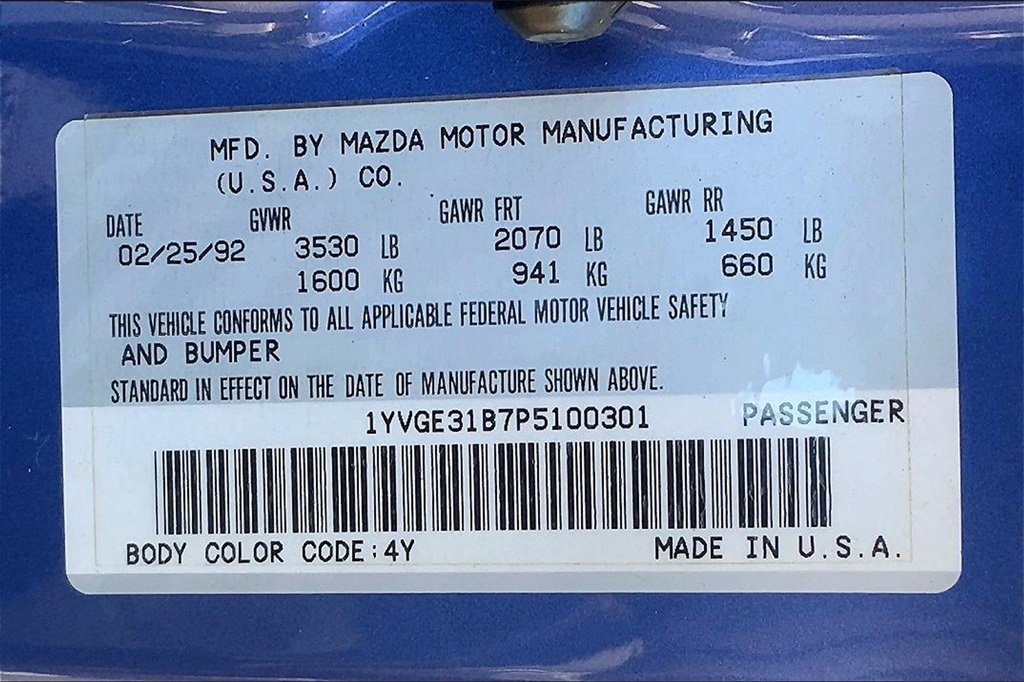 MFD. BY MAZDA MOTOR MANUFACTURING
(U.S.A.) CO.
DATE GVWR GAWR FRT GAWR RR
02/25/92 3530 LB 2070 LB 1450 LB
1600 KG 941 KG 660 KG
THIS VEHICLE CONFORMS TO ALL APPLICABLE FEDERAL MOTOR VEHICLE SAFETY
AND BUMPER
STANDARD IN EFFECT ON THE DATE OF MANUFACTURE SHOWN ABOVE.
1YVGE31B7P5100301 PASSENGER
BODY COLOR CODE:4Y MADE IN U.S.A.